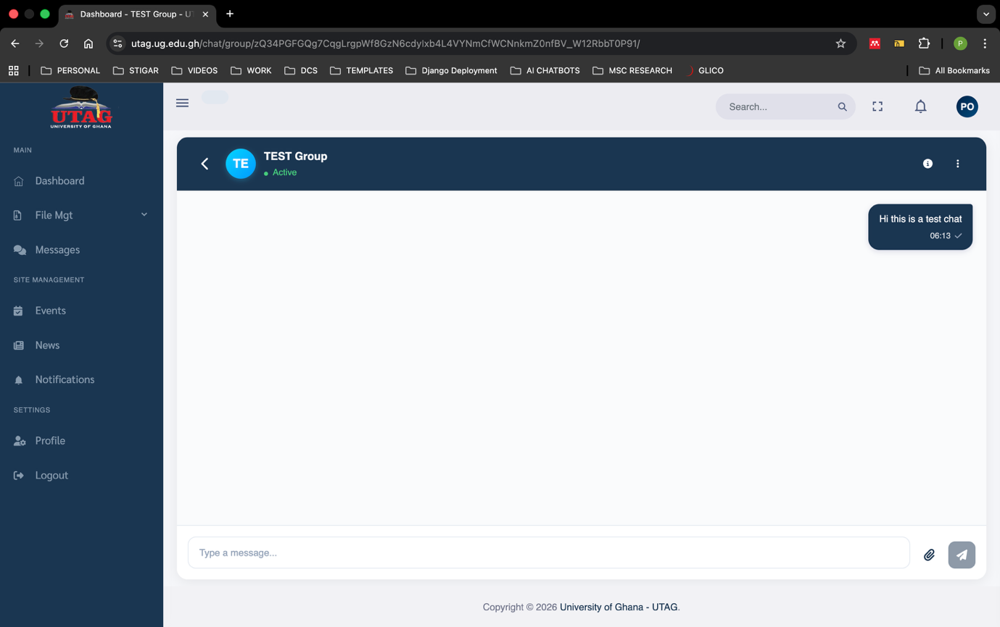 Dashboard - TEST Group - UT
utag.ug.edu.gh/chat/group/zQ34PGFGQg7CqgLrgpWf8GzN6cdyIxb4L4VYNmCfWCNnkmZ0nfBV_W12RbbT0P91/
P
PERSONAL STIGAR VIDEOS WORK DCS TEMPLATES Django Deployment AI CHATBOTS MSC RESEARCH GLICO All Bookmarks
UTAG
UNIVERSITY OF GHANA
Search...
PO
MAIN
Dashboard
File Mgt
Messages
SITE MANAGEMENT
Events
News
Notifications
SETTINGS
Profile
Logout
TE
TEST Group
Active
Hi this is a test chat
06:13
Type a message...
Copyright © 2026 University of Ghana - UTAG.